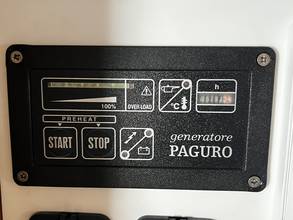 h
100%
OVER-LOAD
°C
PREHEAT
START
STOP
generatore
PAGURO